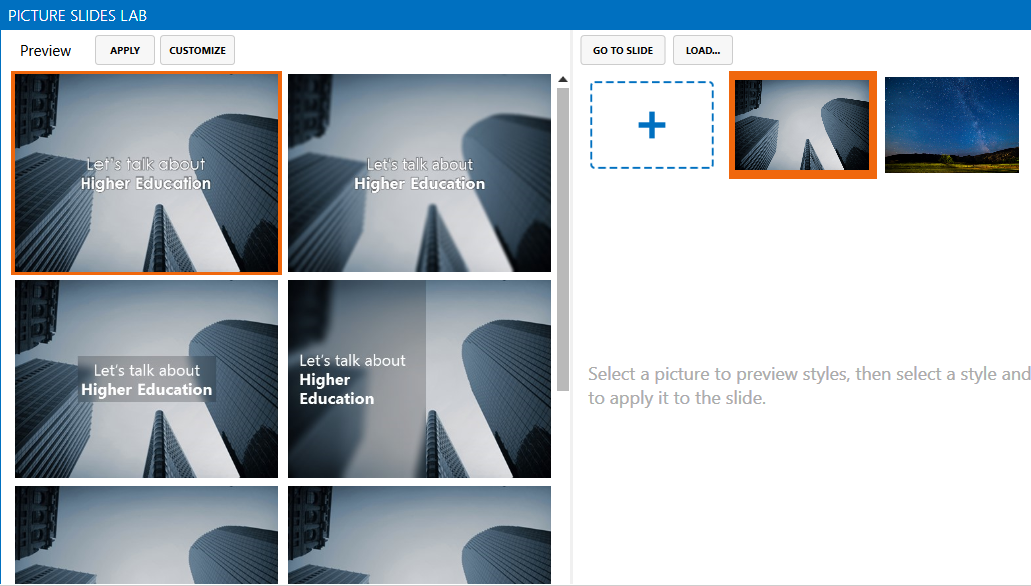 PICTURE SLIDES LAB
Preview
APPLY
CUSTOMIZE
GO TO SLIDE
LOAD...
Let's talk about
Higher Education
Let's talk about
Higher Education
Let's talk about
Higher Education
Let's talk about
Higher
Education
Select a picture to preview styles, then select a style and
to apply it to the slide.